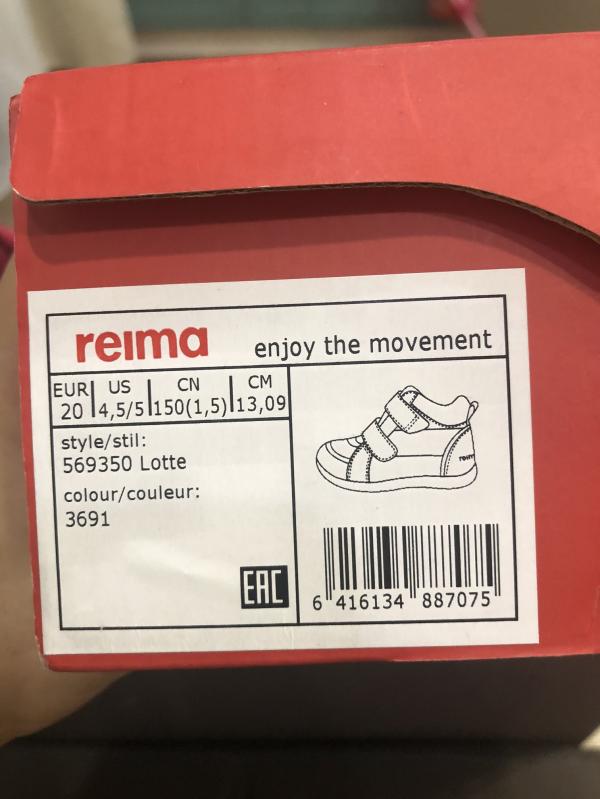 reima
enjoy the movement
EUR US CN CM
20 4,5/5 150(1,5) 13,09
style/stil:
569350 Lotte
colour/couleur:
3691
reima
EAC
6 416134 887075